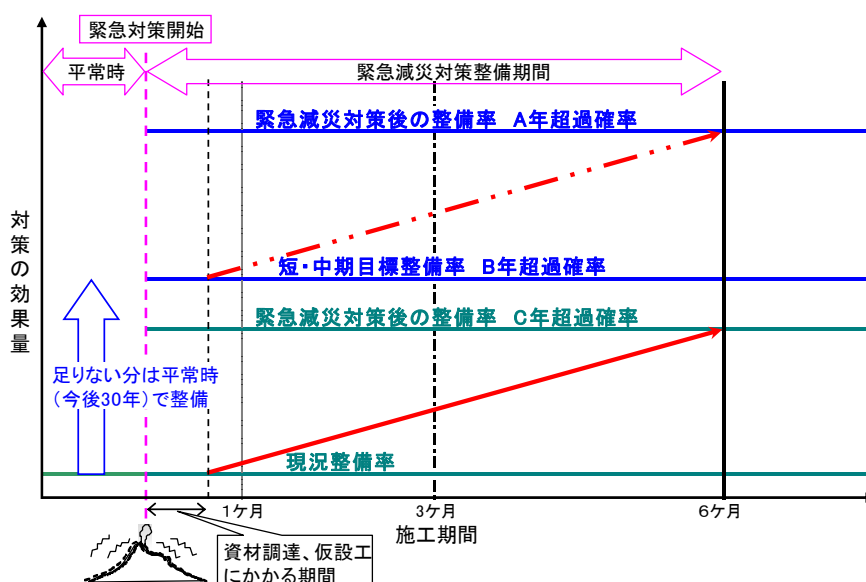 緊急対策開始
平常時
緊急減災対策整備期間
緊急減災対策後の整備率 A年超過確率
短・中期目標整備率 B年超過確率
緊急減災対策後の整備率 C年超過確率
対策の効果量
足りない分は平常時
（今後30年）で整備
現況整備率
1ケ月
3ケ月
6ケ月
施工期間
資材調達、仮設工
にかかる期間